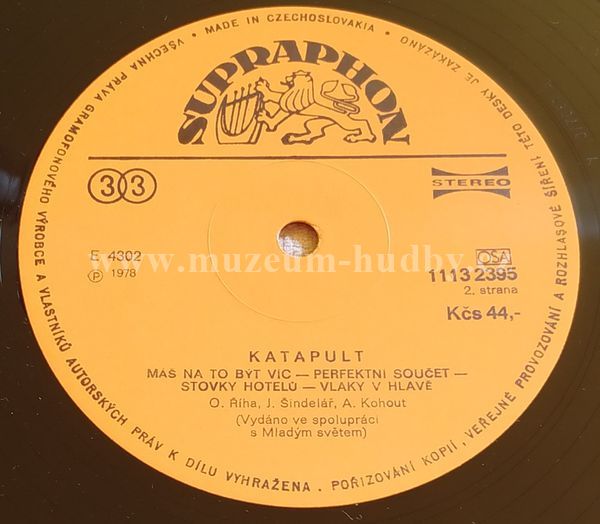 SUPRAPHON
33
STEREO
E 4302
Ⓟ 1978
OSA
1113 2395
2. strana
Kčs 44,-
www.muzeum-hudby.
KATAPULT
MÁŠ NA TO BÝT VÍC — PERFEKTNÍ SOUČET —
STOVKY HOTELŮ — VLAKY V HLAVĚ
O. Říha, J. Šindelář, A. Kohout
(Vydáno ve spolupráci
s Mladým světem)
• MADE IN CZECHOSLOVAKIA •
VŠECHNA PRÁVA GRAMOFONOVÉHO VÝROBCE A VLASTNÍKŮ AUTORSKÝCH PRÁV K DÍLU VYHRAŽENA . POŘIZOVÁNÍ KOPIÍ, VEŘEJNÉ PROVOZOVÁNÍ A ROZHLASOVÉ ŠÍŘENÍ TÉTO DESKY JE ZAKÁZÁNO